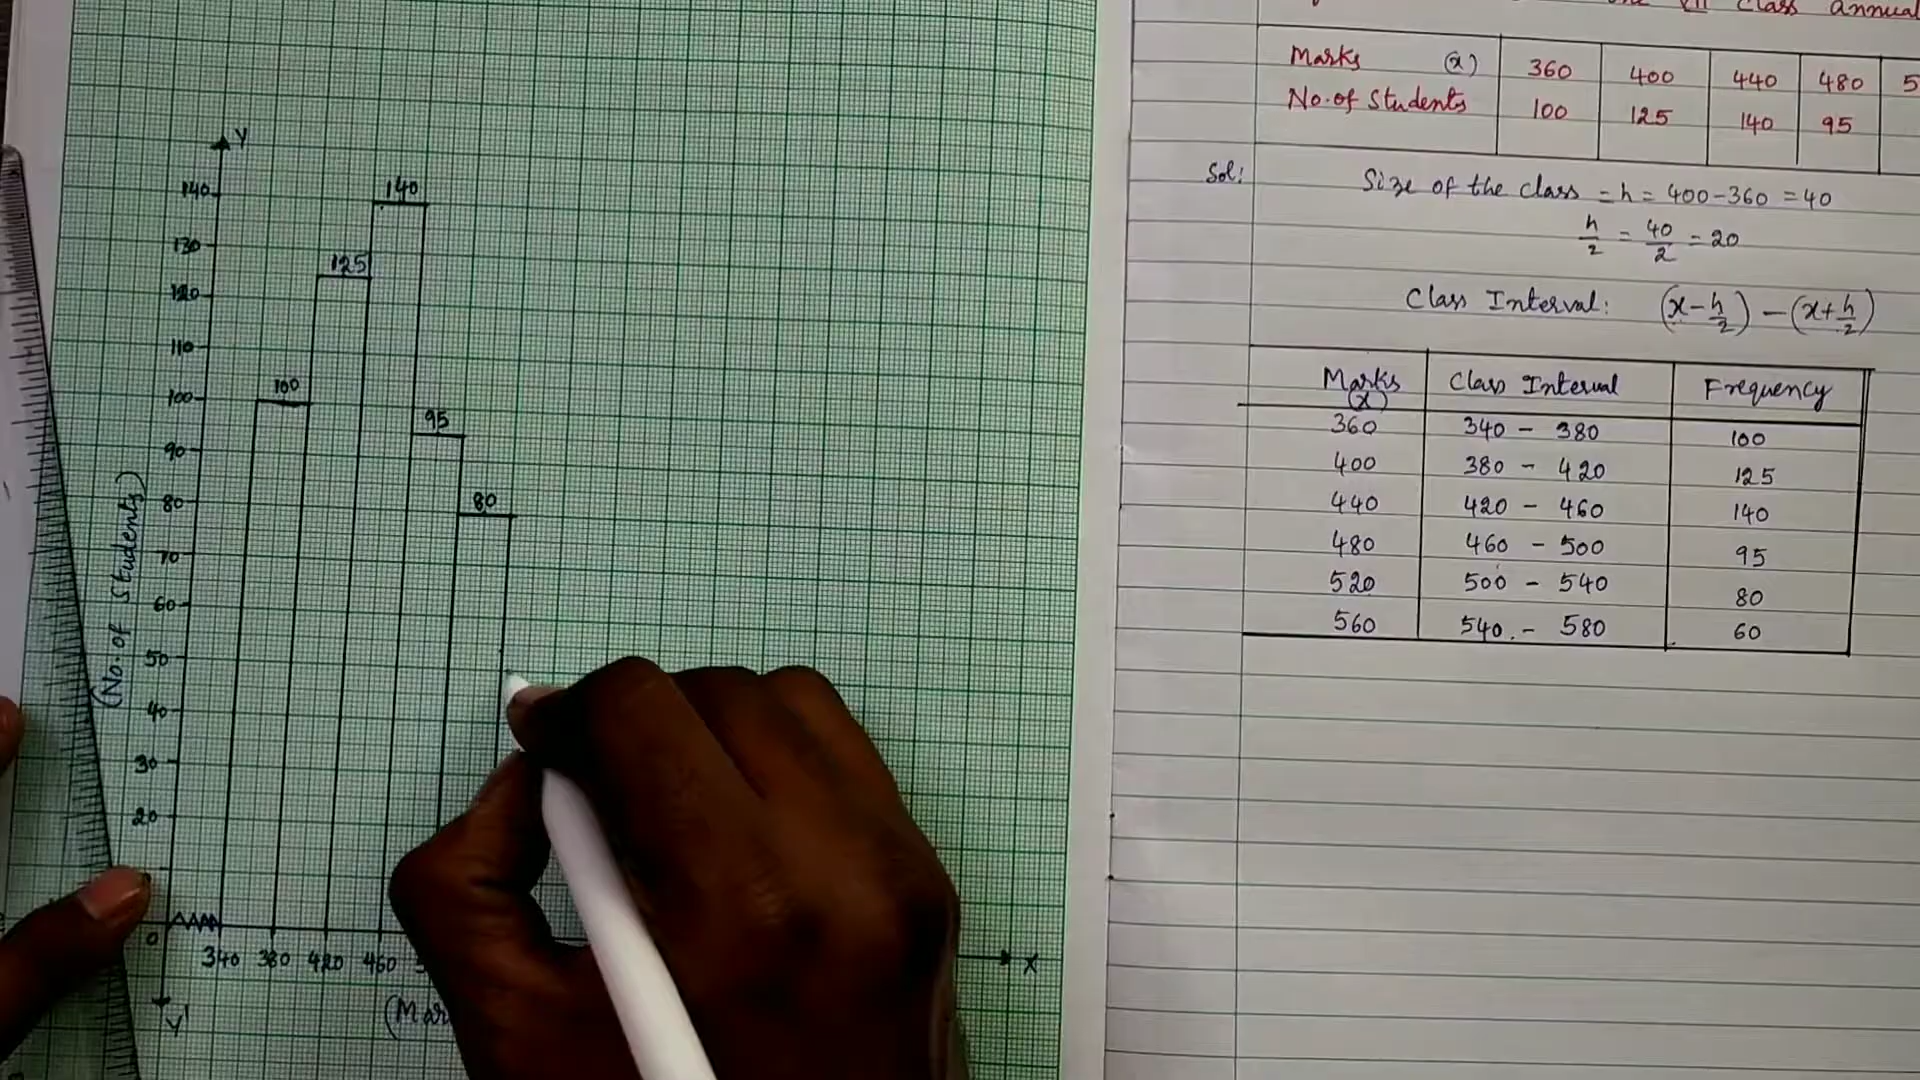 Y
140
130
120
110
100
90
80
70
60
50
40
30
20
0
(No. of Students)
100
125
140
95
80
340 380 420 460
X
Y'
Class annual
Marks (x) 360 400 440 480
No. of Students 100 125 140 95
Sol:
Size of the class = h = 400-360 = 40
h/2 = 40/2 = 20
Class Interval: (x - h/2) - (x + h/2)
Marks (x) Class Interval Frequency
360 340 - 380 100
400 380 - 420 125
440 420 - 460 140
480 460 - 500 95
520 500 - 540 80
560 540 - 580 60